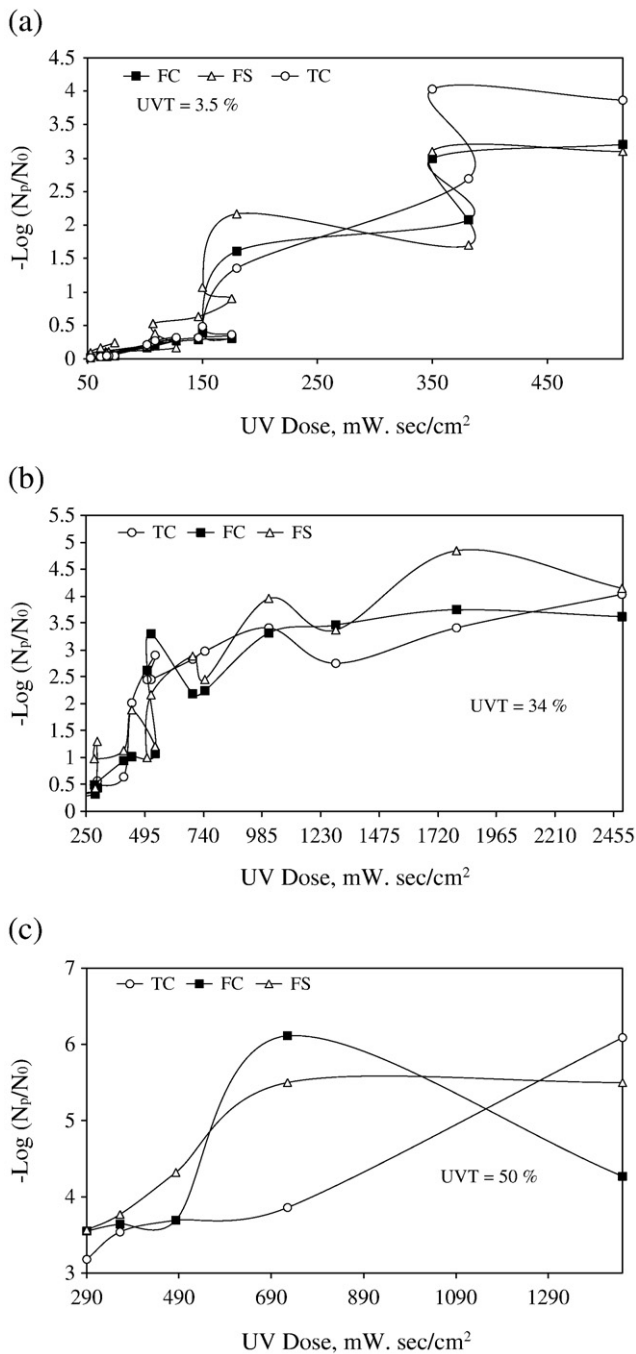 (a)
4.5
4
3.5
3
2.5
2
1.5
1
0.5
0
-Log (Np/N0)
FC FS TC
UVT = 3.5 %
50 150 250 350 450
UV Dose, mW. sec/cm²
(b)
5.5
5
4.5
4
3.5
3
2.5
2
1.5
1
0.5
0
-Log (Np/N0)
TC FC FS
UVT = 34 %
250 495 740 985 1230 1475 1720 1965 2210 2455
UV Dose, mW. sec/cm²
(c)
7
6
5
4
3
-Log (Np/N0)
TC FC FS
UVT = 50 %
290 490 690 890 1090 1290
UV Dose, mW. sec/cm²